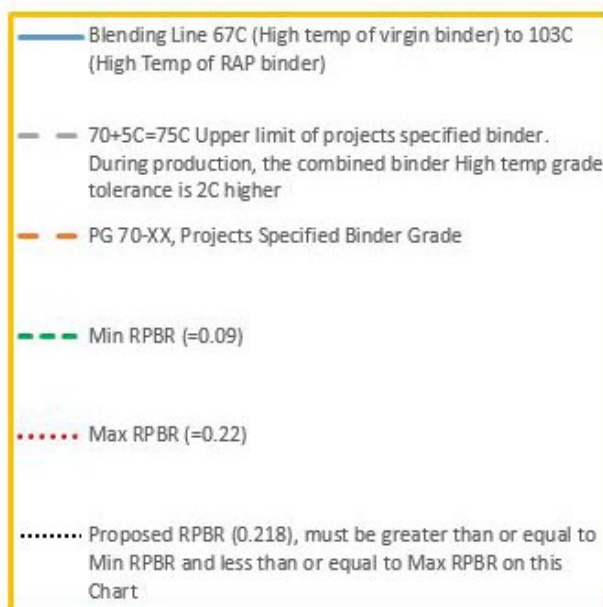 Blending Line 67C (High temp of virgin binder) to 103C
(High Temp of RAP binder)
70+5C=75C Upper limit of projects specified binder.
During production, the combined binder High temp grade
tolerance is 2C higher
PG 70-XX, Projects Specified Binder Grade
Min RPBR (=0.09)
Max RPBR (=0.22)
Proposed RPBR (0.218), must be greater than or equal to
Min RPBR and less than or equal to Max RPBR on this
Chart